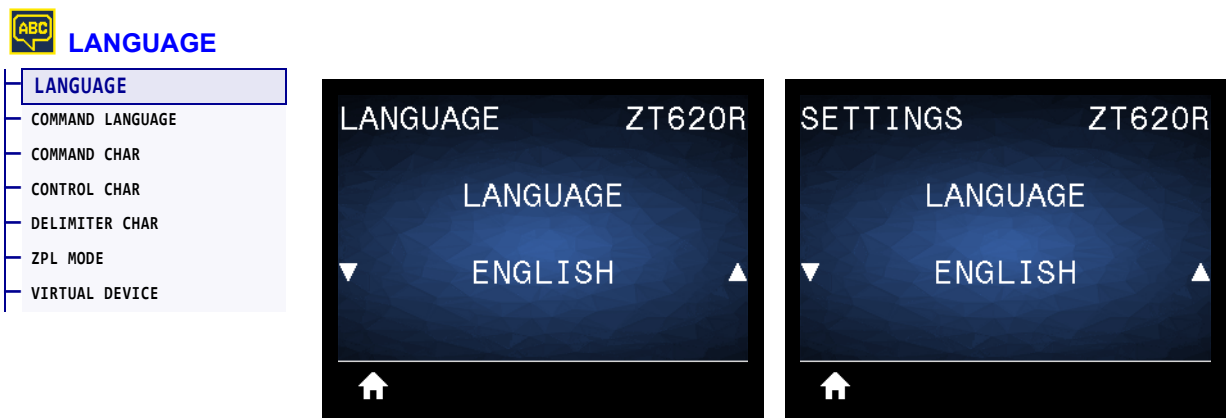 ABC
LANGUAGE
LANGUAGE
COMMAND LANGUAGE
COMMAND CHAR
CONTROL CHAR
DELIMITER CHAR
ZPL MODE
VIRTUAL DEVICE
LANGUAGE ZT620R
LANGUAGE
ENGLISH
SETTINGS ZT620R
LANGUAGE
ENGLISH